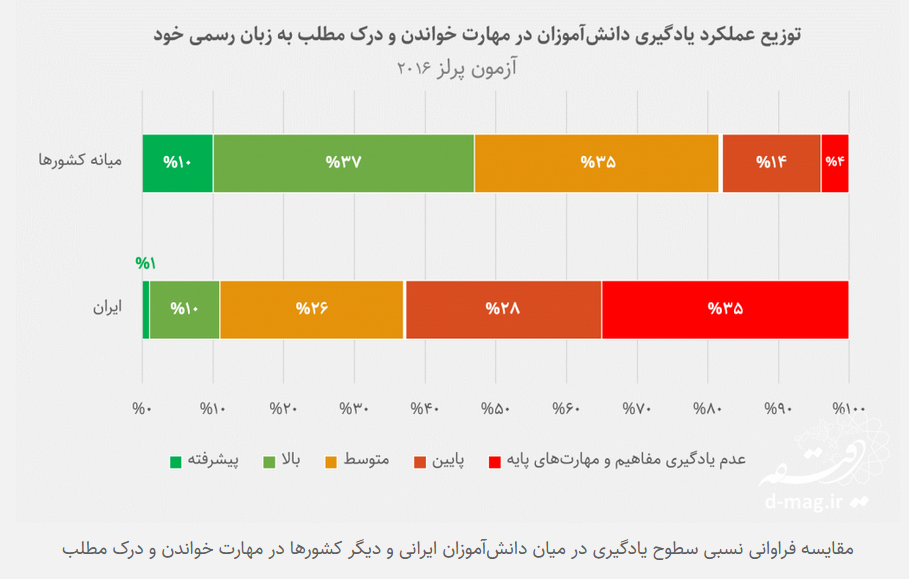 توزیع عملکرد یادگیری دانش‌آموزان در مهارت خواندن و درک مطلب به زبان رسمی خود
آزمون پرلز ۲۰۱۶
میانه کشورها
%۱۰ %۳۷ %۳۵ %۱۴ %۴
%۱
ایران
%۱۰ %۲۶ %۲۸ %۳۵
%۰ %۱۰ %۲۰ %۳۰ %۴۰ %۵۰ %۶۰ %۷۰ %۸۰ %۹۰ %۱۰۰
پیشرفته بالا متوسط پایین عدم یادگیری مفاهیم و مهارت‌های پایه
دقیقه
d-mag.ir
مقایسه فراوانی نسبی سطوح یادگیری در میان دانش‌آموزان ایرانی و دیگر کشورها در مهارت خواندن و درک مطلب